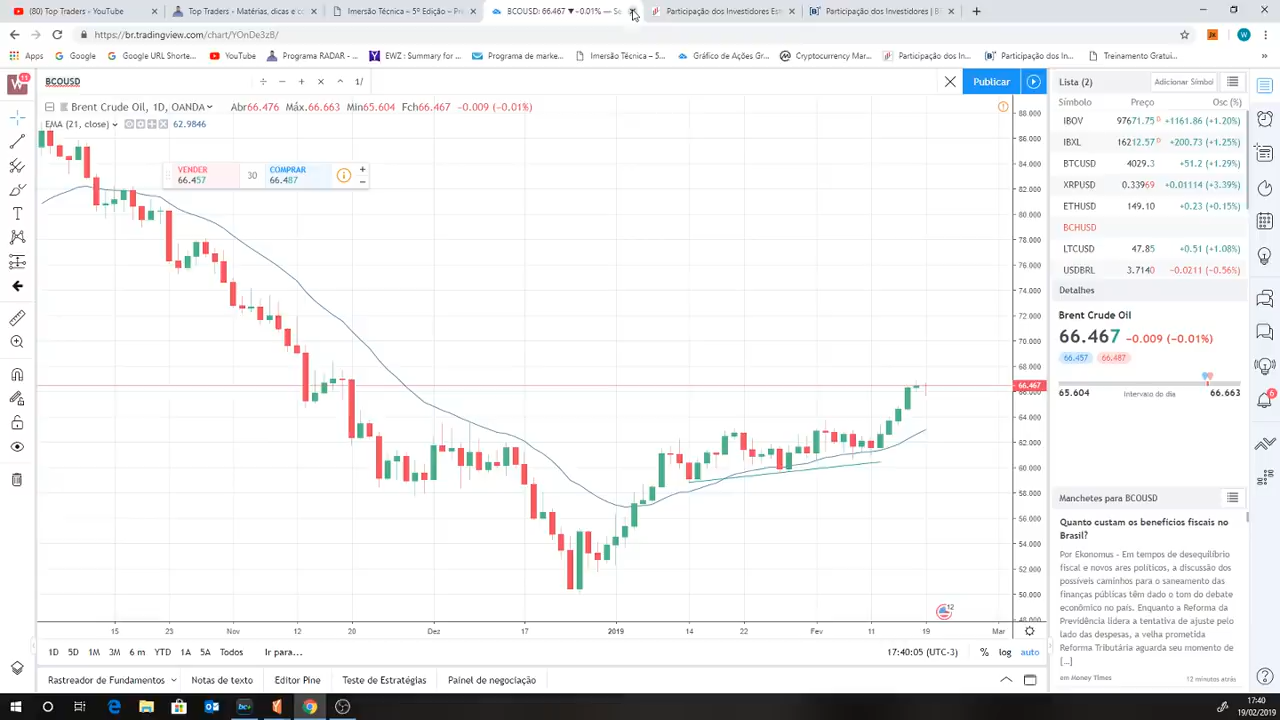 (80) Top Traders - YouTube
Top Traders - Matérias, dicas e co
Imersão Técnica – 5º Edição – Pre
BCOUSD: 66.467 ▼ -0.01% — Se
Participação dos Investidores Est
Participação dos Investidores | BT
br.tradingview.com/chart/YOnDe3zB/
Apps
Google
Google URL Shorte...
YouTube
Programa RADAR -...
EWZ : Summary for...
Programa de marke...
Imersão Técnica – 5...
Gráfico de Ações Gr...
Cryptocurrency Mar...
Participação dos In...
Participação dos In...
Treinamento Gratui...
11
BCOUSD
1/
Publicar
Brent Crude Oil, 1D, OANDA
Abr66.476 Máx.66.663 Mín65.604 Fch66.467 -0.009 (-0.01%)
EMA (21, close)
62.9846
VENDER
66.457
30
COMPRAR
66.487
88.000
86.000
84.000
82.000
80.000
78.000
76.000
74.000
72.000
70.000
68.000
66.467
66.000
64.000
62.000
60.000
58.000
56.000
54.000
52.000
50.000
48.000
12
15 23 Nov 12 20 Dez 17 2019 14 22 Fev 11 19 Mar
1D 5D 1M 3M 6 m YTD 1A 5A Todos Ir para...
17:40:05 (UTC-3) % log auto
Rastreador de Fundamentos Notas de texto Editor Pine Teste de Estratégias Painel de negociação
Lista (2)
Adicionar Símbol
Símbolo Preço Osc (%)
IBOV 97671.75 D +1161.86 (+1.20%)
IBXL 16212.57 D +200.73 (+1.25%)
BTCUSD 4029.3 +51.2 (+1.29%)
XRPUSD 0.33969 +0.01114 (+3.39%)
ETHUSD 149.10 +0.23 (+0.15%)
BCHUSD
LTCUSD 47.85 +0.51 (+1.08%)
USDBRL 3.7140 -0.0211 (-0.56%)
Detalhes
Brent Crude Oil
66.467 -0.009 (-0.01%)
66.457 66.487
65.604 Intervalo do dia 66.663
6
Manchetes para BCOUSD
Quanto custam os benefícios fiscais no
Brasil?
Por Ekonomus - Em tempos de desequilíbrio
fiscal e novos ares políticos, a discussão dos
possíveis caminhos para o saneamento das
finanças públicas têm dado o tom do debate
econômico no país. Enquanto a Reforma da
Previdência lidera a tentativa de ajuste pelo
lado das despesas, a velha prometida
Reforma Tributária aguarda seu momento de
[...]
em Money Times 12 minutos atrás
17:40
19/02/2019